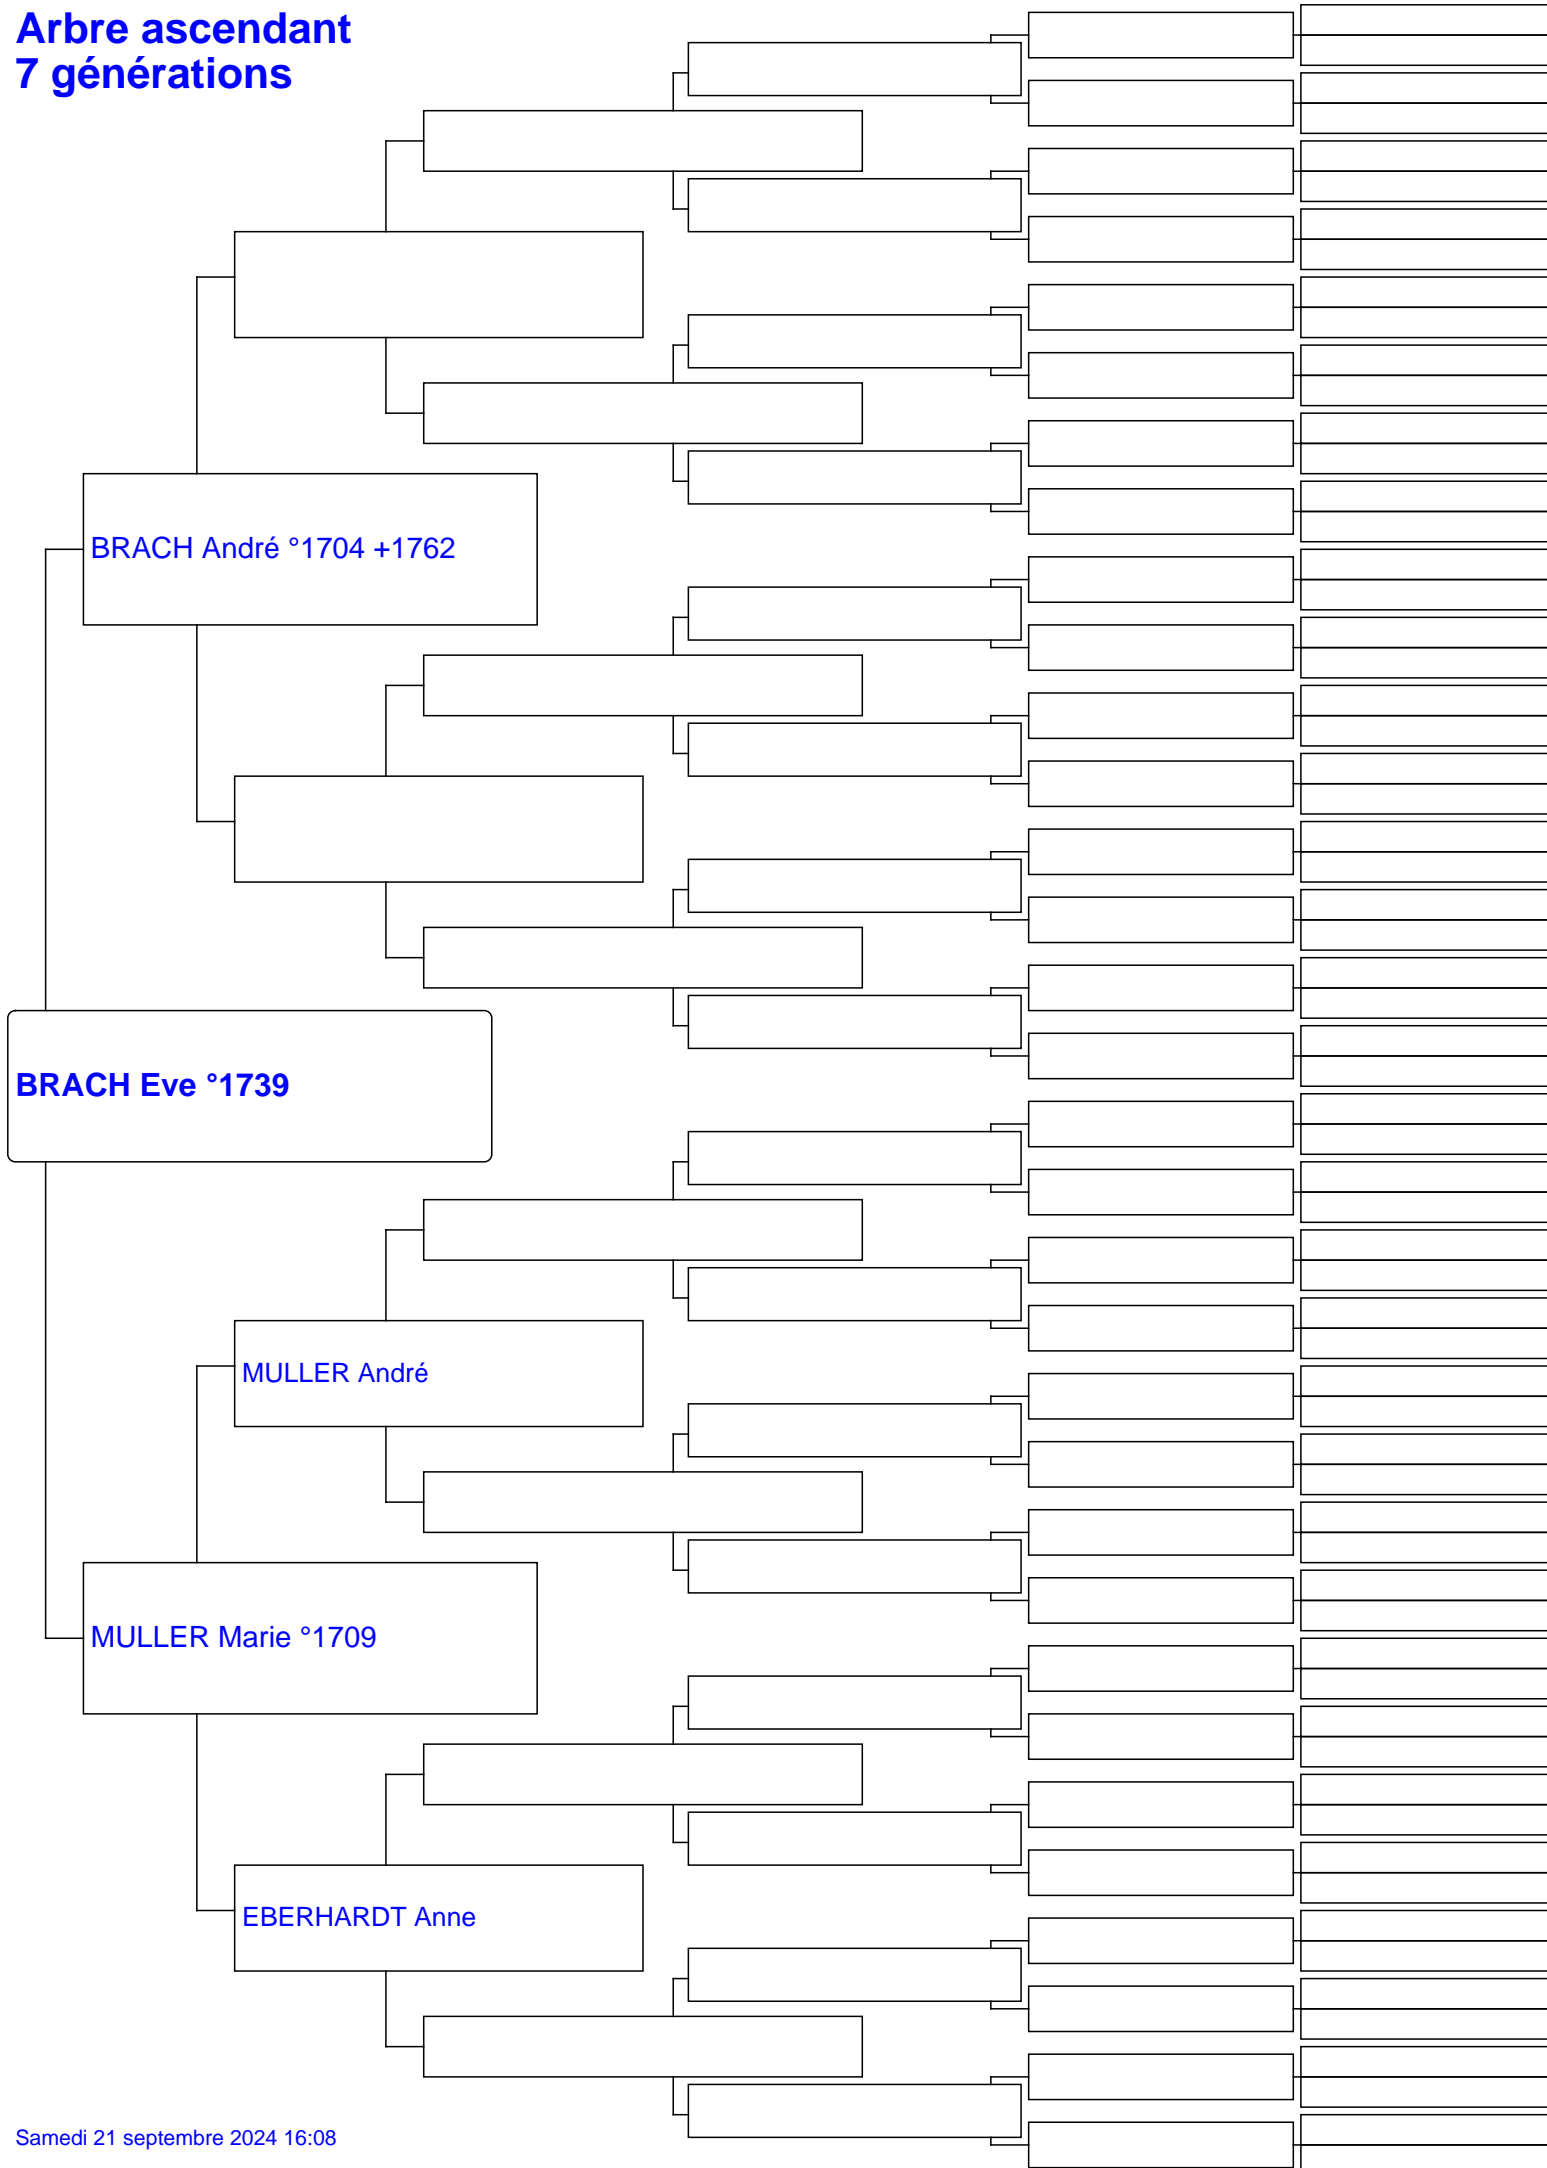 Arbre ascendant
7 générations
BRACH André °1704 +1762
BRACH Eve °1739
MULLER André
MULLER Marie °1709
EBERHARDT Anne
Samedi 21 septembre 2024 16:08